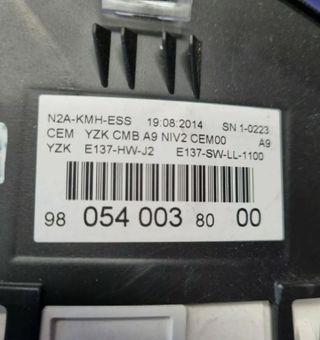 N2A-KMH-ESS 19.08.2014 SN:1-0223
CEM YZK CMB A9 NIV2 CEM00 A9
YZK E137-HW-J2 E137-SW-LL-1100
98 054 003 80 00